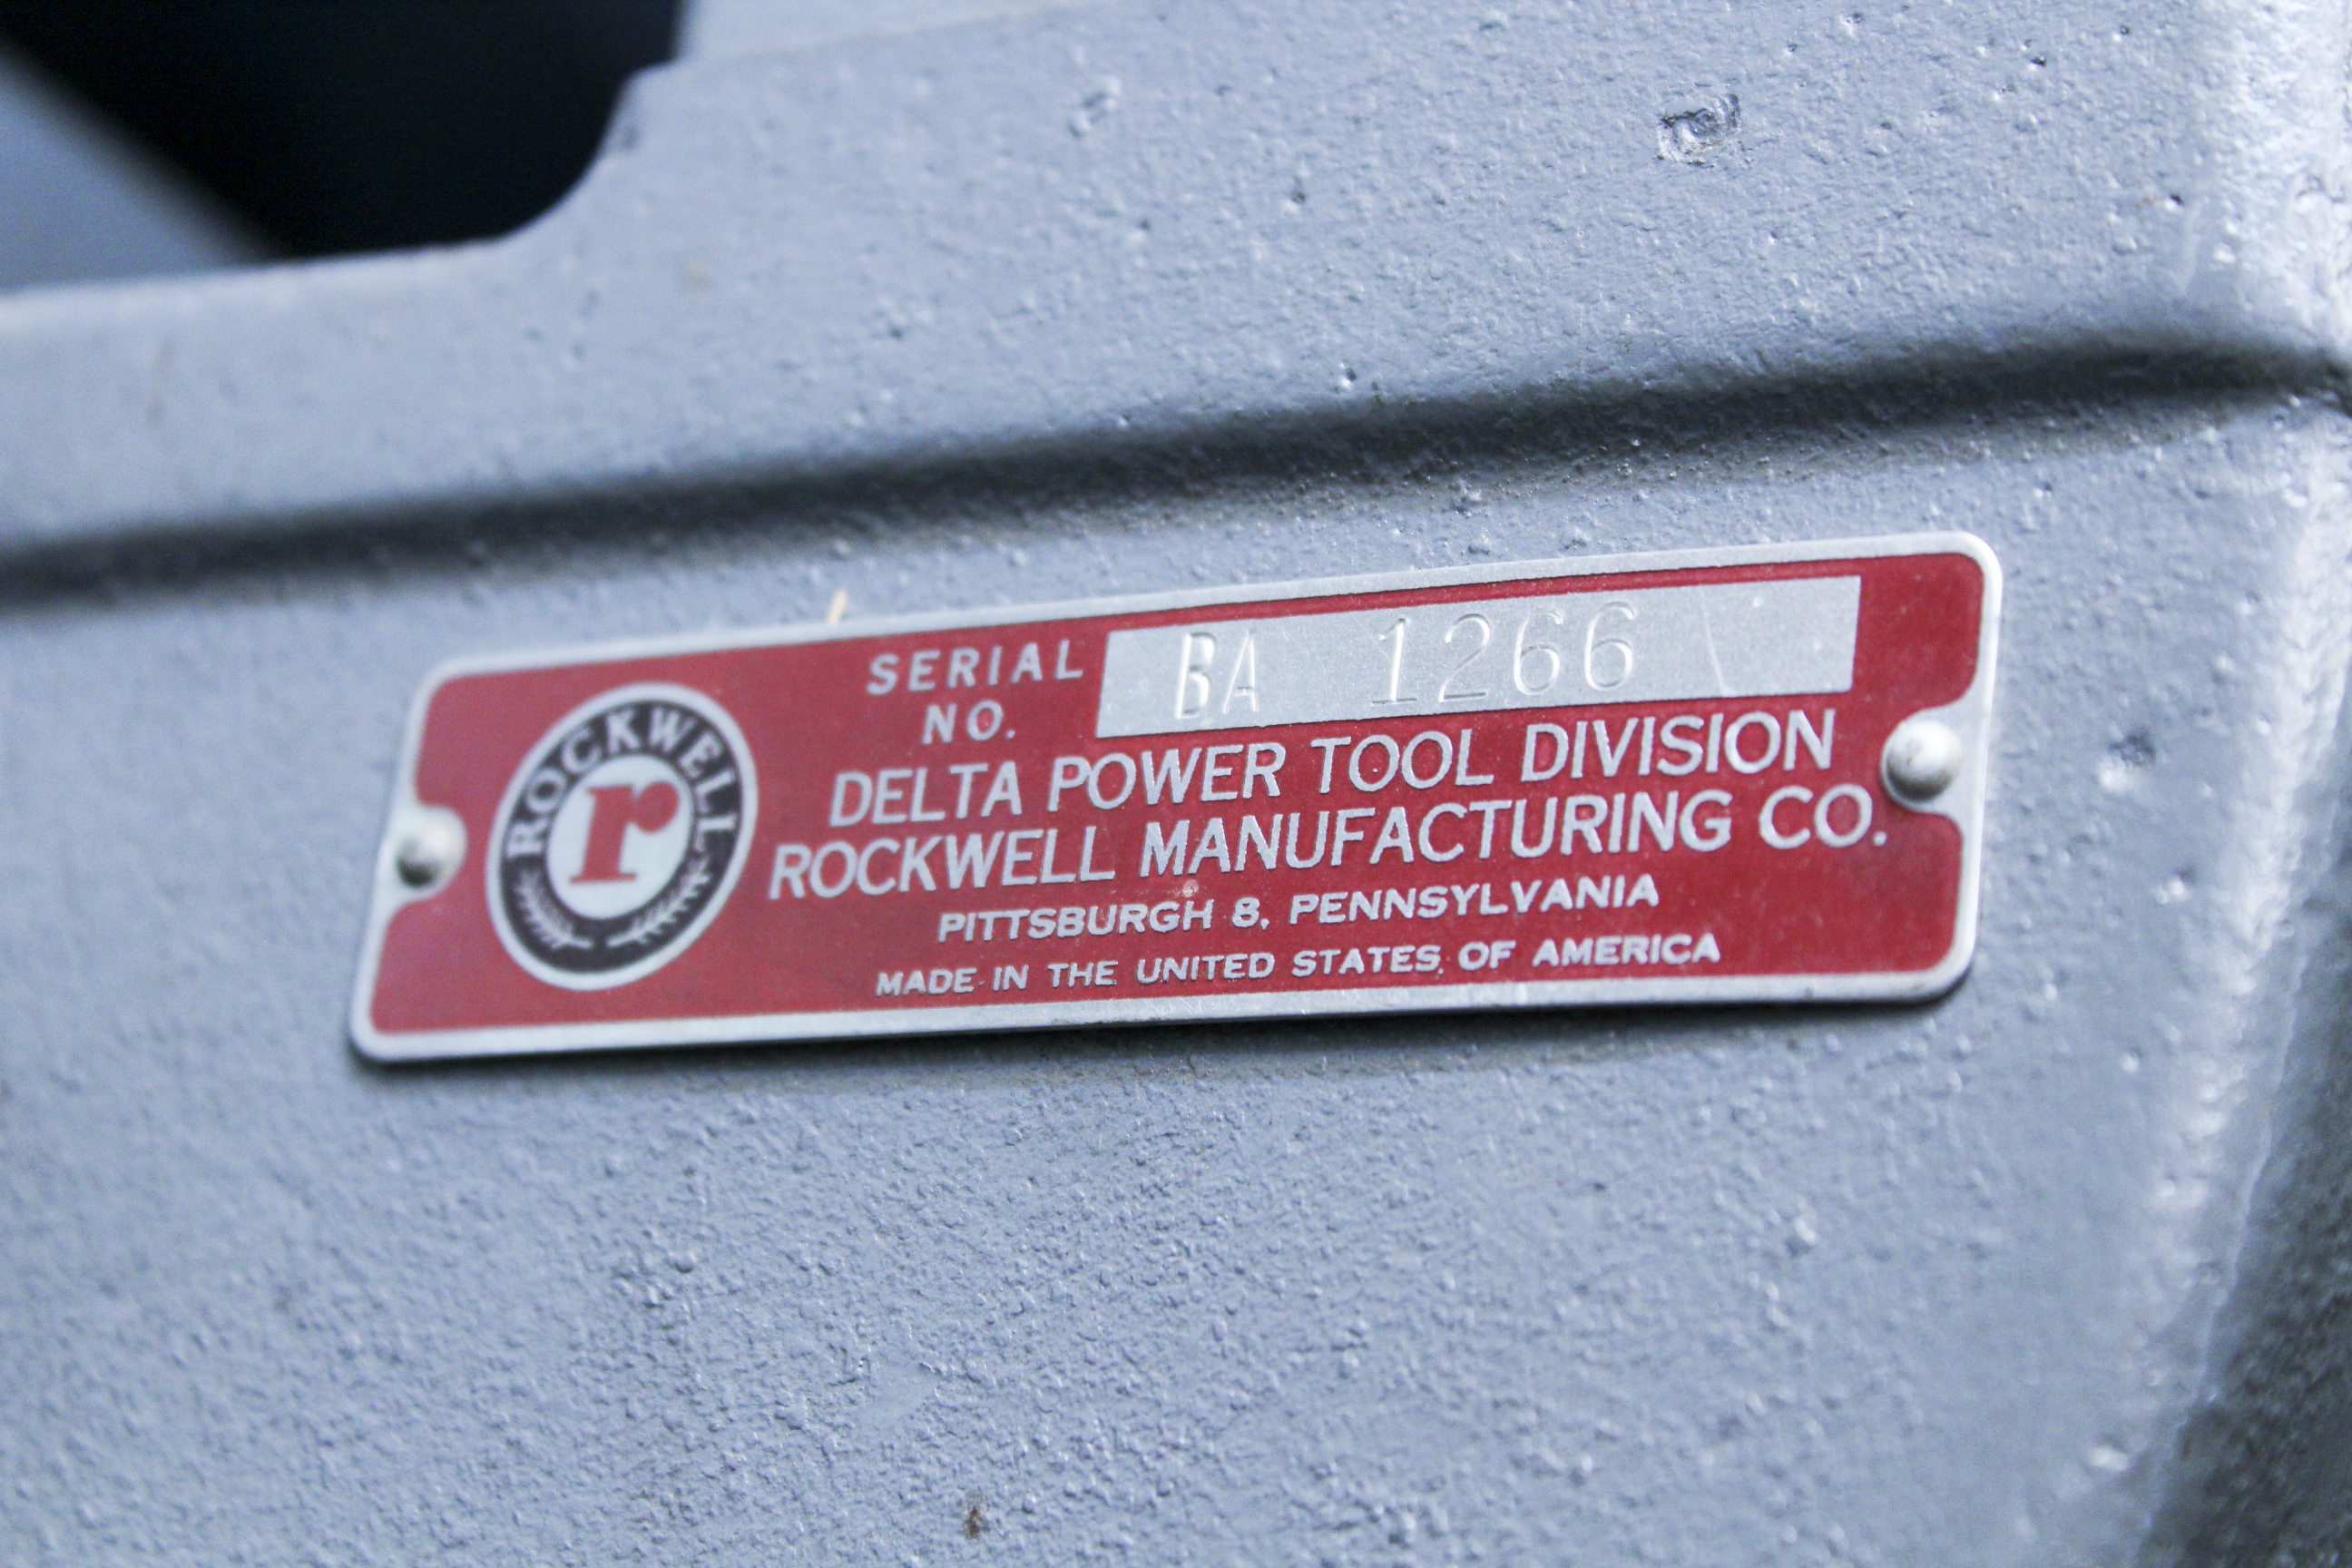 SERIAL NO. BA 1266
DELTA POWER TOOL DIVISION
ROCKWELL MANUFACTURING CO.
PITTSBURGH 8, PENNSYLVANIA
MADE IN THE UNITED STATES OF AMERICA
ROCKWELL
r